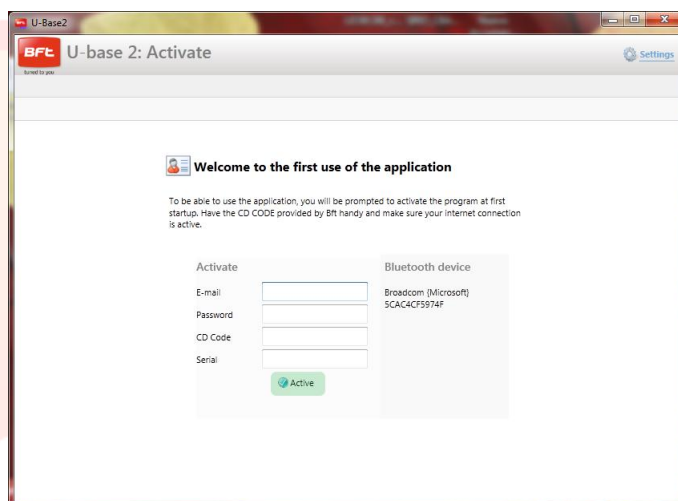 U-Base2
BFt
U-base 2: Activate
Settings
tuned to you
Welcome to the first use of the application
To be able to use the application, you will be prompted to activate the program at first
startup. Have the CD CODE provided by Bft handy and make sure your internet connection
is active.
Activate
Bluetooth device
E-mail
Broadcom (Microsoft)
5CAC4CF5974F
Password
CD Code
Serial
Active